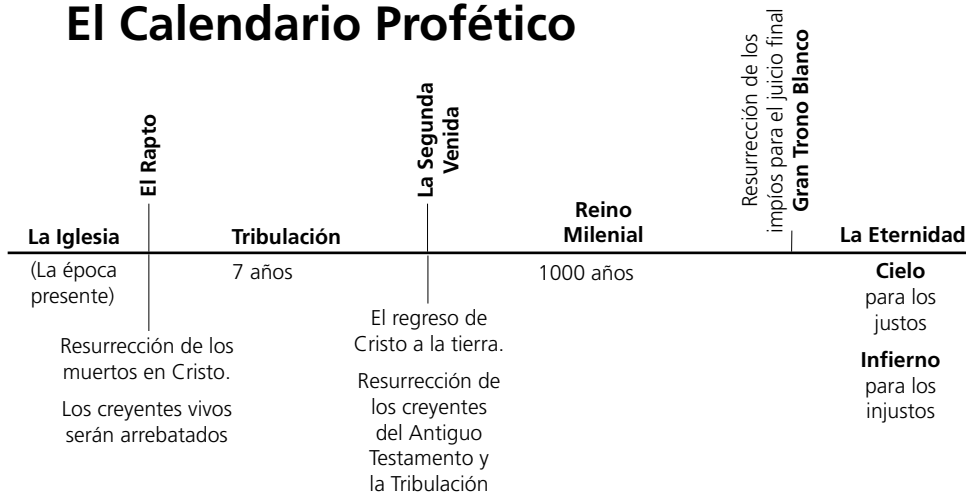 El Calendario Profético
El Rapto
La Segunda
Venida
Resurrección de los
impíos para el juicio final
Gran Trono Blanco
La Iglesia
Tribulación
Reino
Milenial
La Eternidad
(La época
presente)
7 años
1000 años
Resurrección de los
muertos en Cristo.
Los creyentes vivos
serán arrebatados
El regreso de
Cristo a la tierra.
Resurrección de
los creyentes
del Antiguo
Testamento y
la Tribulación
Cielo
para los
justos
Infierno
para los
injustos